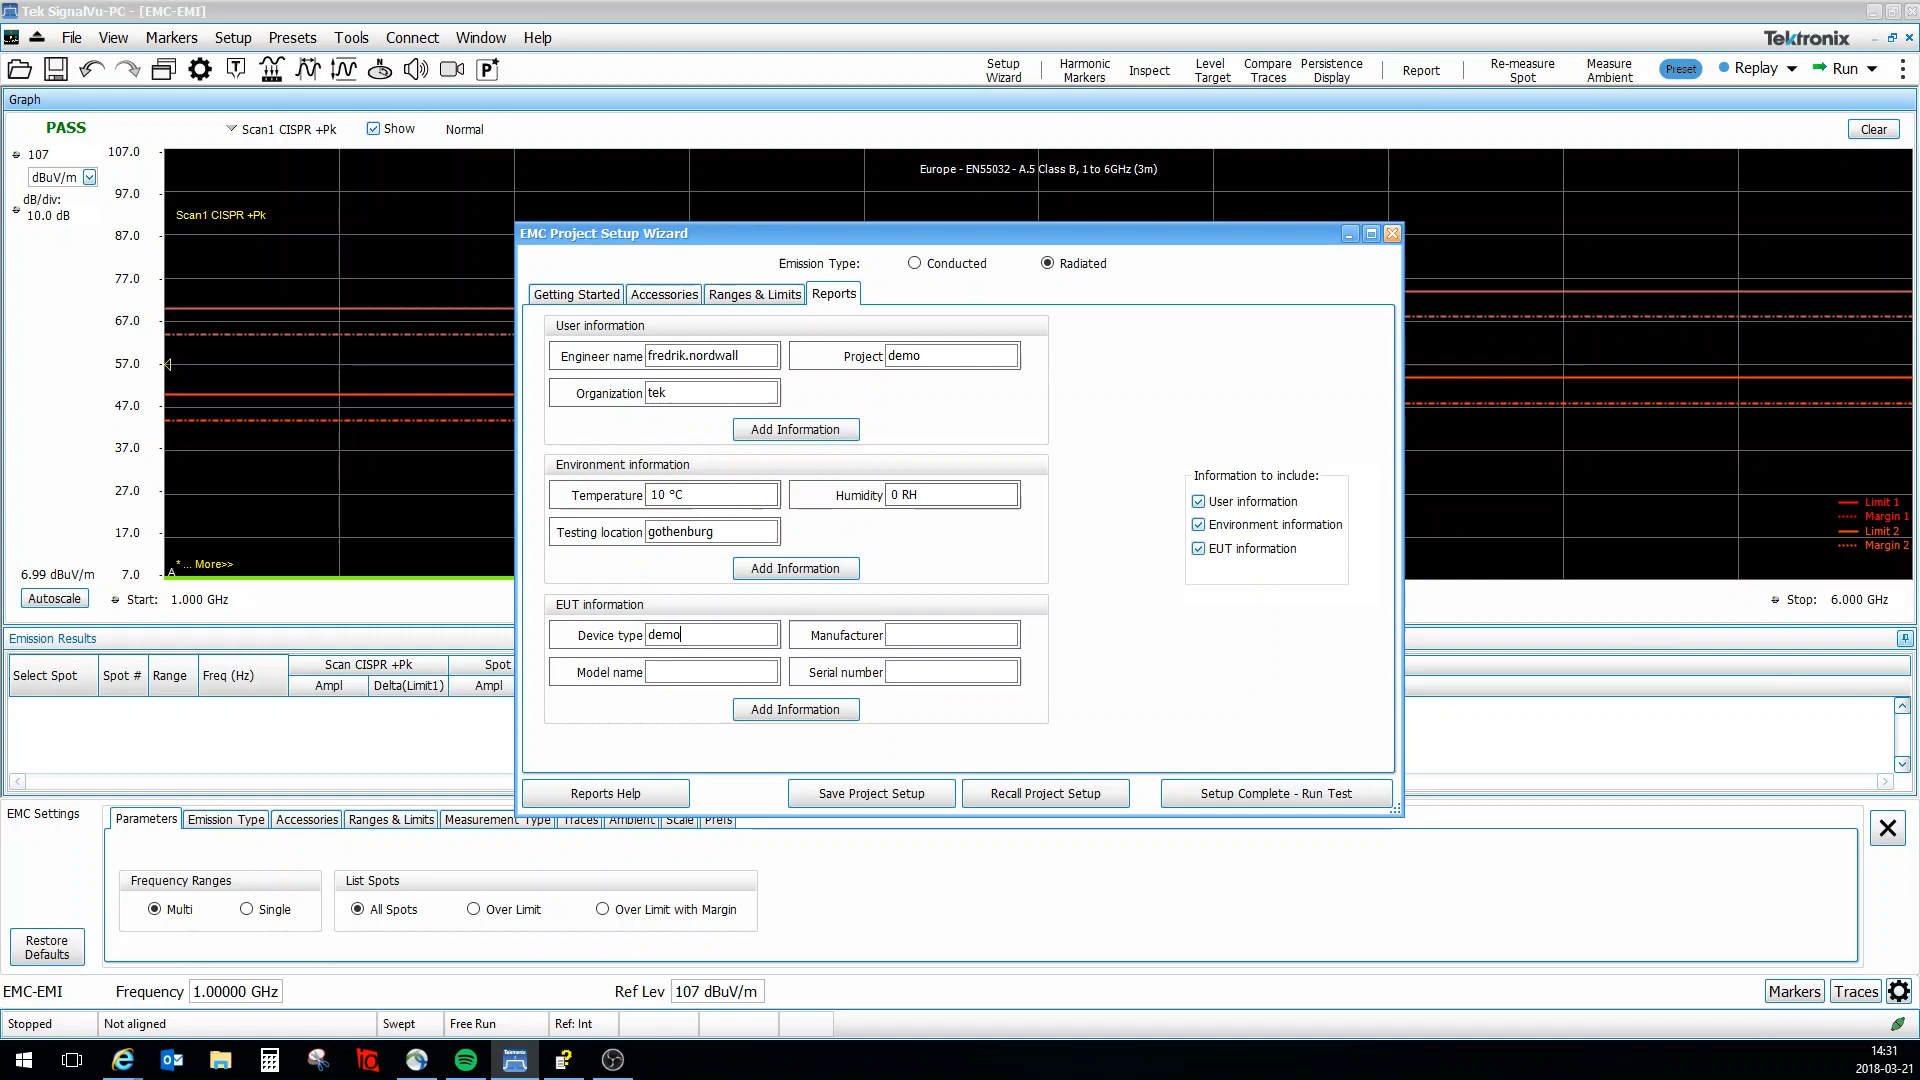 Tek SignalVu-PC - [EMC-EMI]
File View Markers Setup Presets Tools Connect Window Help
Tektronix
Setup Wizard
Harmonic Markers
Inspect
Level Target
Compare Traces
Persistence Display
Report
Re-measure Spot
Measure Ambient
Preset
Replay
Run
Graph
PASS
Scan1 CISPR +Pk
Show
Normal
Clear
107
dBuV/m
dB/div:
10.0 dB
107.0
97.0
87.0
77.0
67.0
57.0
47.0
37.0
27.0
17.0
7.0
Europe - EN55032 - A.5 Class B, 1to 6GHz (3m)
Scan1 CISPR +Pk
* ... More>>
A
Limit 1
Margin 1
Limit 2
Margin 2
6.99 dBuV/m
Autoscale
Start: 1.000 GHz
Stop: 6.000 GHz
EMC Project Setup Wizard
Emission Type: Conducted Radiated
Getting Started Accessories Ranges & Limits Reports
User information
Engineer name fredrik.nordwall
Project demo
Organization tek
Add Information
Environment information
Temperature 10 °C
Humidity 0 RH
Testing location gothenburg
Add Information
EUT information
Device type demo
Manufacturer
Model name
Serial number
Add Information
Information to include:
User information
Environment information
EUT information
Reports Help
Save Project Setup
Recall Project Setup
Setup Complete - Run Test
Emission Results
Select Spot
Spot #
Range
Freq (Hz)
Scan CISPR +Pk
Ampl
Delta(Limit1)
Spot
Ampl
EMC Settings
Parameters Emission Type Accessories Ranges & Limits Measurement Type Traces Ambient Scale Prefs
Frequency Ranges
Multi
Single
List Spots
All Spots
Over Limit
Over Limit with Margin
Restore Defaults
EMC-EMI
Frequency 1.00000 GHz
Ref Lev 107 dBuV/m
Markers
Traces
Stopped
Not aligned
Swept
Free Run
Ref: Int
14:31
2018-03-21